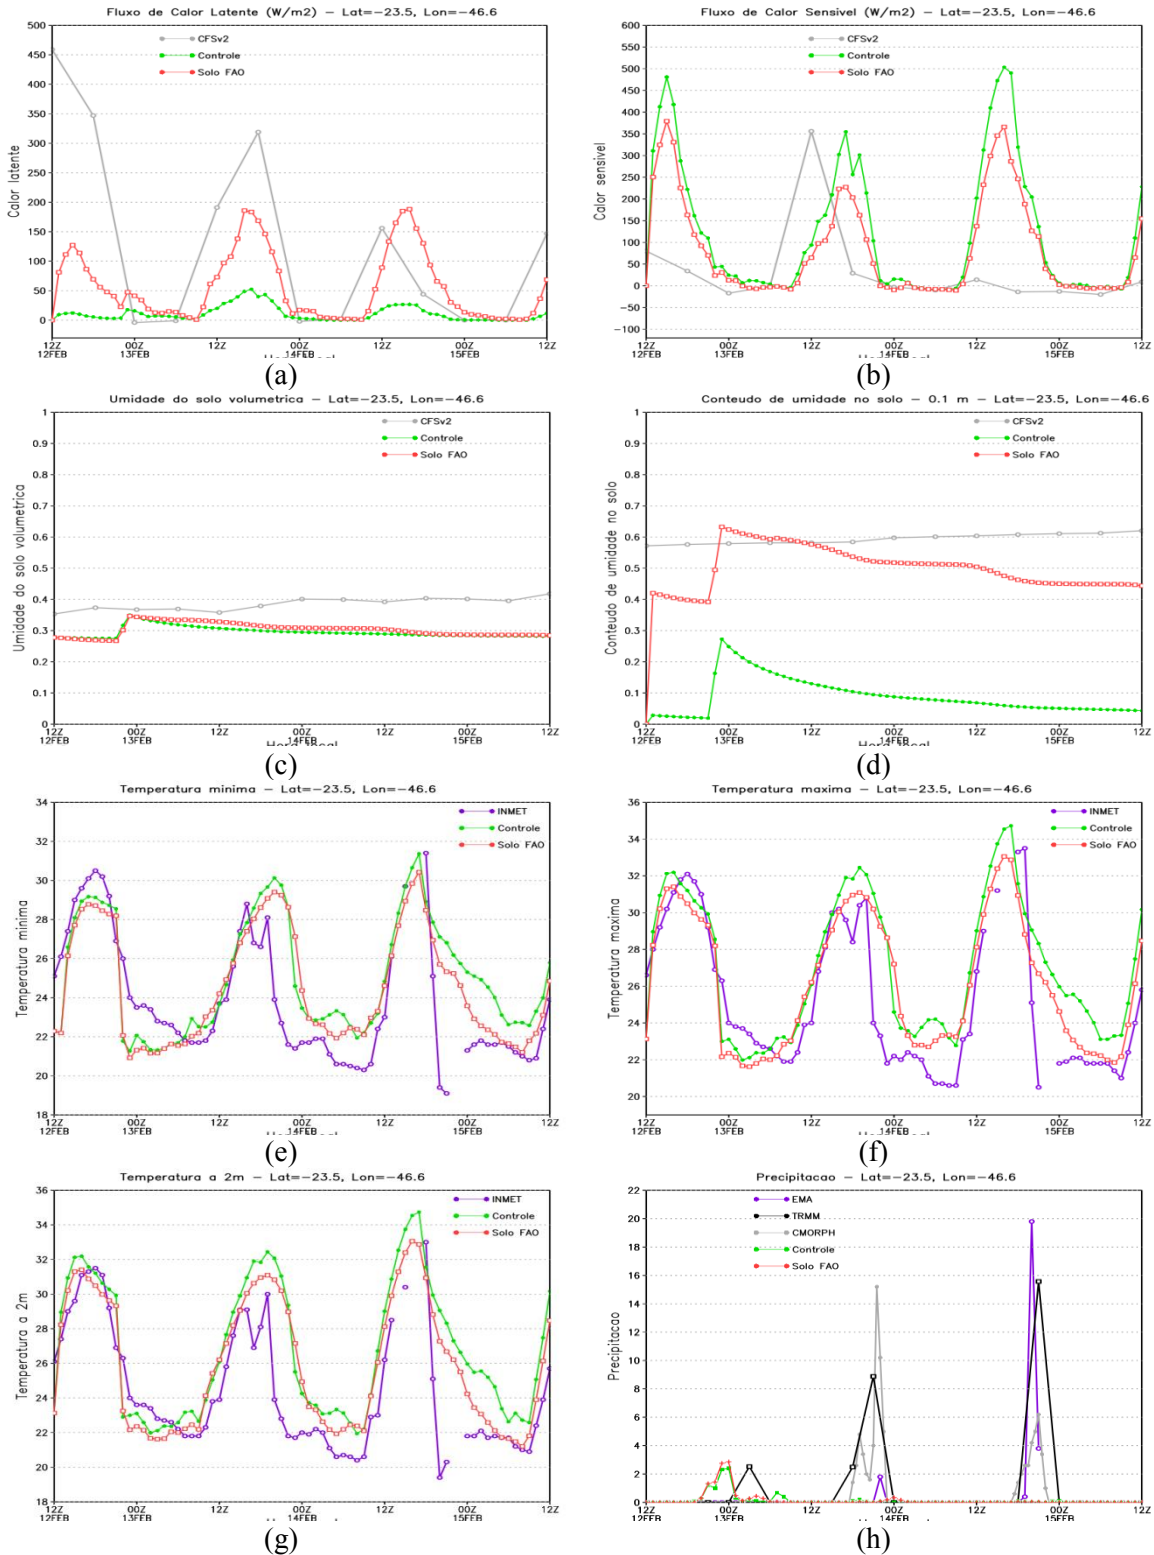 Fluxo de Calor Latente (W/m2) – Lat=–23.5, Lon=–46.6
CFSv2
Controle
Solo FAO
Calor latente
500
450
400
350
300
250
200
150
100
50
0
12Z 00Z 12Z 00Z 12Z 00Z 12Z
12FEB 13FEB 14FEB 15FEB
(a)
Fluxo de Calor Sensivel (W/m2) – Lat=–23.5, Lon=–46.6
CFSv2
Controle
Solo FAO
Calor sensivel
600
550
500
450
400
350
300
250
200
150
100
50
0
–50
–100
12Z 00Z 12Z 00Z 12Z 00Z 12Z
12FEB 13FEB 14FEB 15FEB
(b)
Umidade do solo volumetrica – Lat=–23.5, Lon=–46.6
CFSv2
Controle
Solo FAO
Umidade do solo volumetrica
1
0.9
0.8
0.7
0.6
0.5
0.4
0.3
0.2
0.1
0
12Z 00Z 12Z 00Z 12Z 00Z 12Z
12FEB 13FEB 14FEB 15FEB
Hora local
(c)
Conteudo de umidade no solo – 0.1 m – Lat=–23.5, Lon=–46.6
CFSv2
Controle
Solo FAO
Conteudo de umidade no solo
1
0.9
0.8
0.7
0.6
0.5
0.4
0.3
0.2
0.1
0
12Z 00Z 12Z 00Z 12Z 00Z 12Z
12FEB 13FEB 14FEB 15FEB
Hora local
(d)
Temperatura minima – Lat=–23.5, Lon=–46.6
INMET
Controle
Solo FAO
Temperatura minima
34
32
30
28
26
24
22
20
18
12Z 00Z 12Z 00Z 12Z 00Z 12Z
12FEB 13FEB 14FEB 15FEB
(e)
Temperatura maxima – Lat=–23.5, Lon=–46.6
INMET
Controle
Solo FAO
Temperatura maxima
36
34
32
30
28
26
24
22
20
12Z 00Z 12Z 00Z 12Z 00Z 12Z
12FEB 13FEB 14FEB 15FEB
(f)
Temperatura a 2m – Lat=–23.5, Lon=–46.6
INMET
Controle
Solo FAO
Temperatura a 2m
36
34
32
30
28
26
24
22
20
18
12Z 00Z 12Z 00Z 12Z 00Z 12Z
12FEB 13FEB 14FEB 15FEB
(g)
Precipitacao – Lat=–23.5, Lon=–46.6
EMA
TRMM
CMORPH
Controle
Solo FAO
Precipitacao
22
20
18
16
14
12
10
8
6
4
2
0
12Z 00Z 12Z 00Z 12Z 00Z 12Z
12FEB 13FEB 14FEB 15FEB
(h)